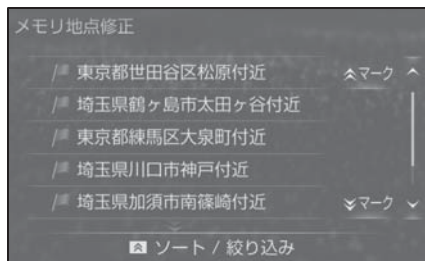 メモリ地点修正
東京都世田谷区松原付近
マーク
埼玉県鶴ヶ島市太田ヶ谷付近
東京都練馬区大泉町付近
埼玉県川口市神戸付近
埼玉県加須市南篠崎付近
マーク
ソート / 絞り込み